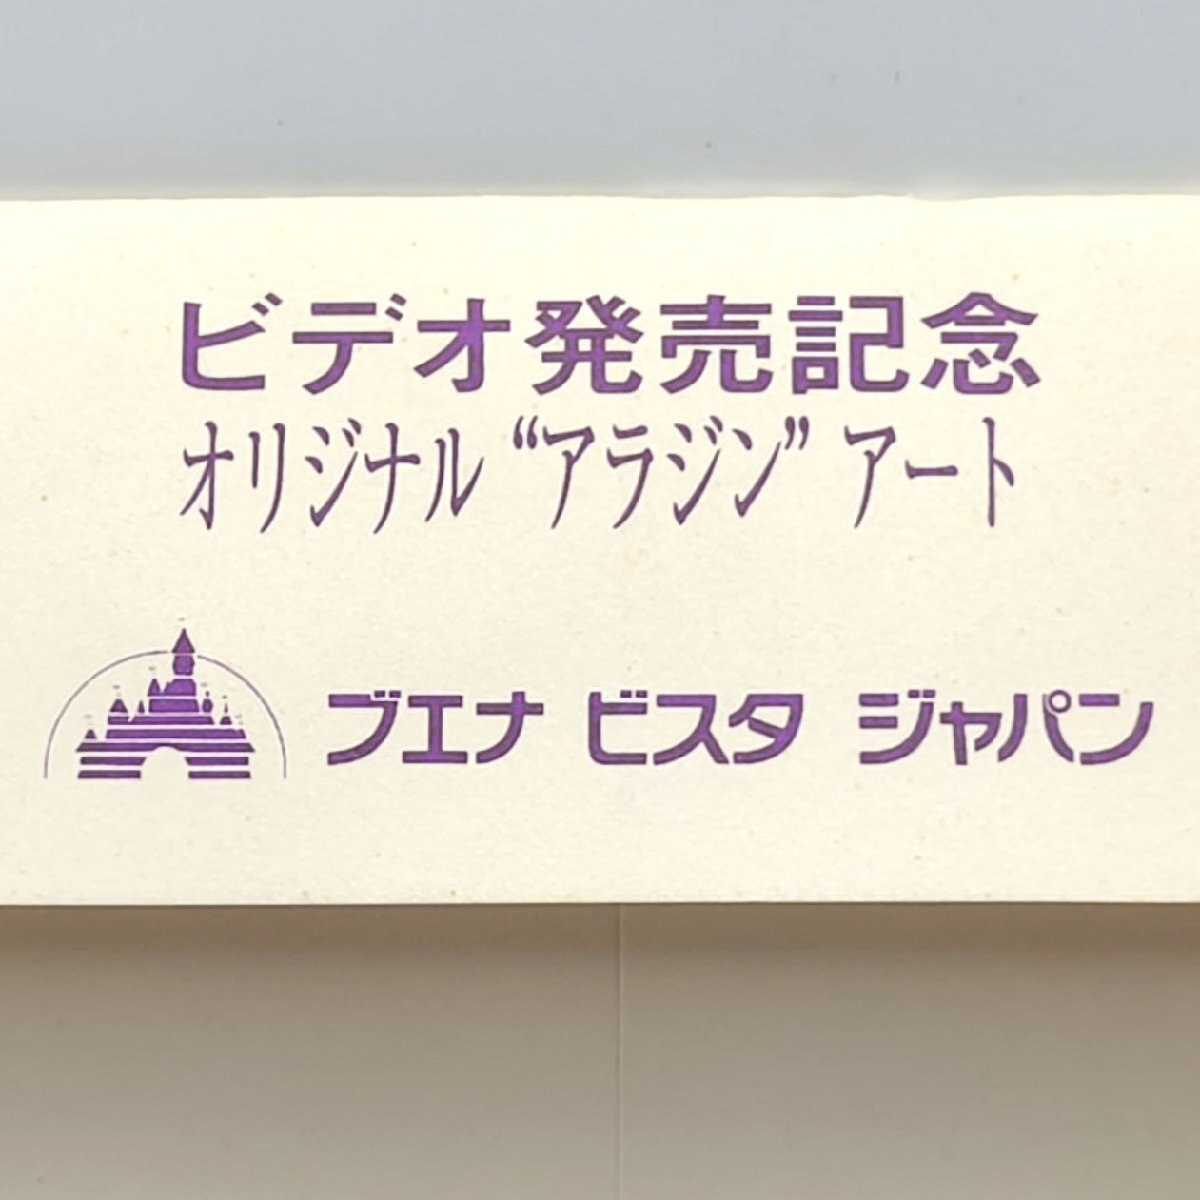 ビデオ発売記念
オリジナル “アラジン” アート
ブエナ ビスタ ジャパン